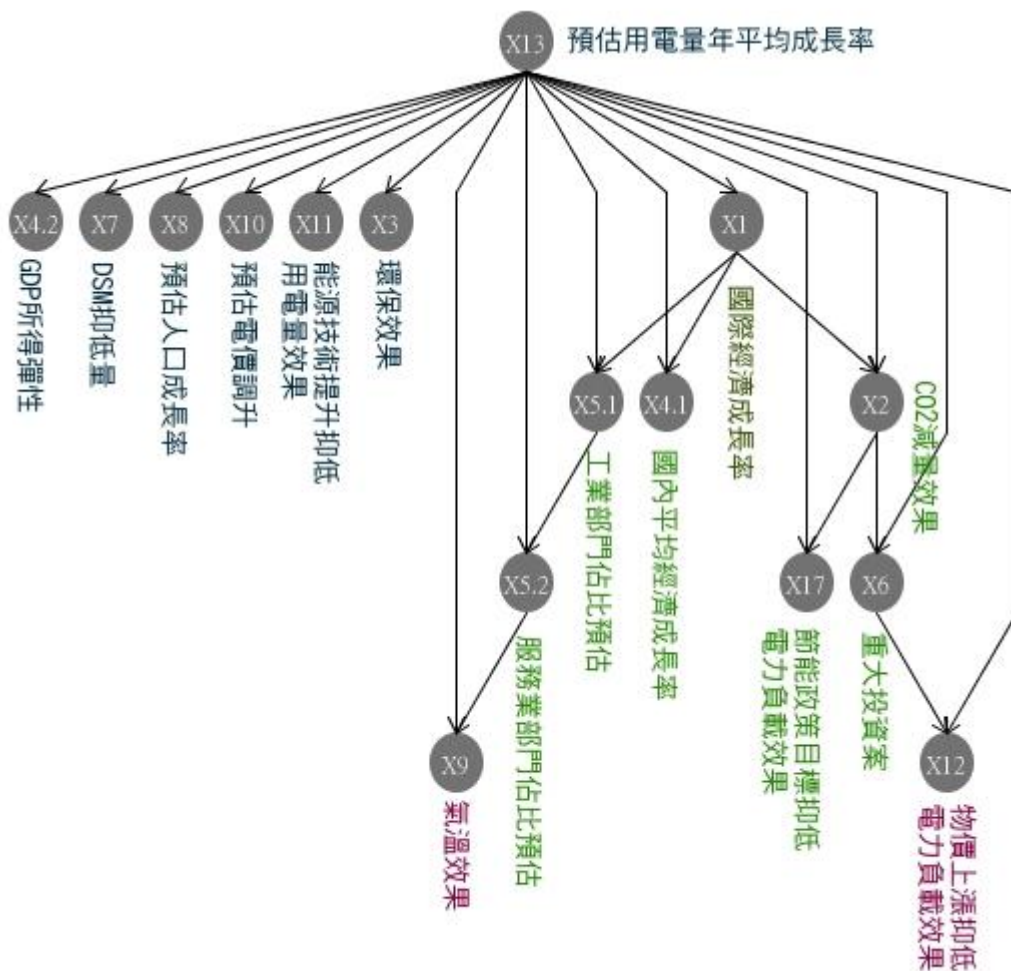 X13
預估用電量年平均成長率
X4.2
X7
X8
X10
X11
X3
X1
GDP所得彈性
DSM抑低量
預估人口成長率
預估電價調升
能源技術提升抑低
用電量效果
環保效果
國際經濟成長率
X5.1
X4.1
X2
工業部門佔比預估
國內平均經濟成長率
CO2減量效果
X5.2
X17
X6
服務業部門佔比預估
節能政策目標抑低
電力負載效果
重大投資案
X9
X12
氣溫效果
物價上漲抑低
電力負載效果